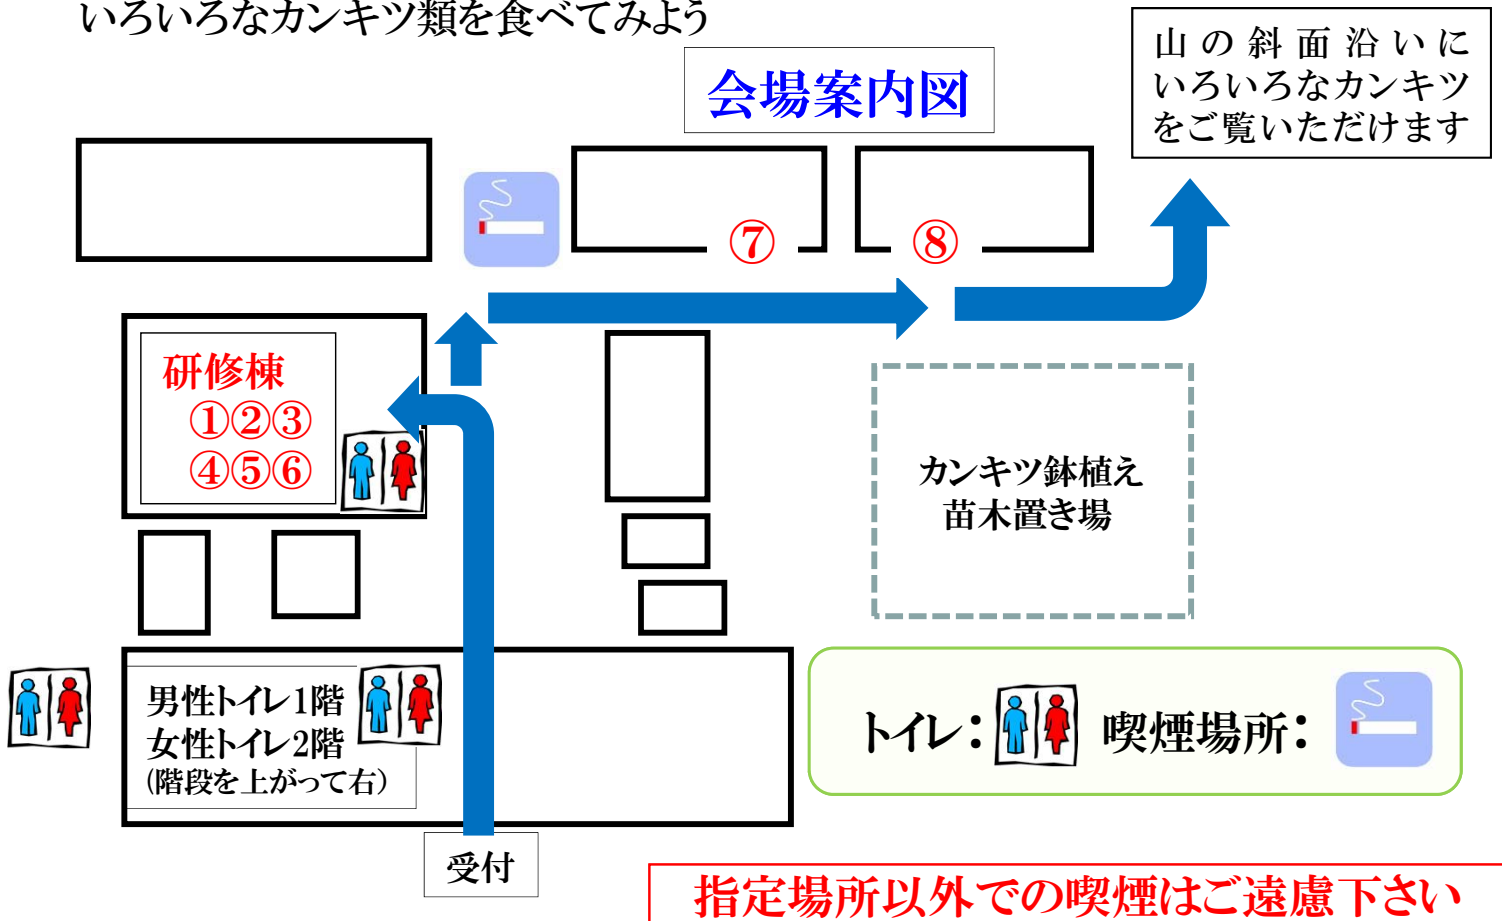 いろいろなカンキツ類を食べてみよう
会場案内図
山の斜面沿いに
いろいろなカンキツ
をご覧いただけます
⑦
⑧
研修棟
①②③
④⑤⑥
カンキツ鉢植え
苗木置き場
男性トイレ1階
女性トイレ2階
(階段を上がって右)
トイレ: 喫煙場所:
受付
指定場所以外での喫煙はご遠慮下さい